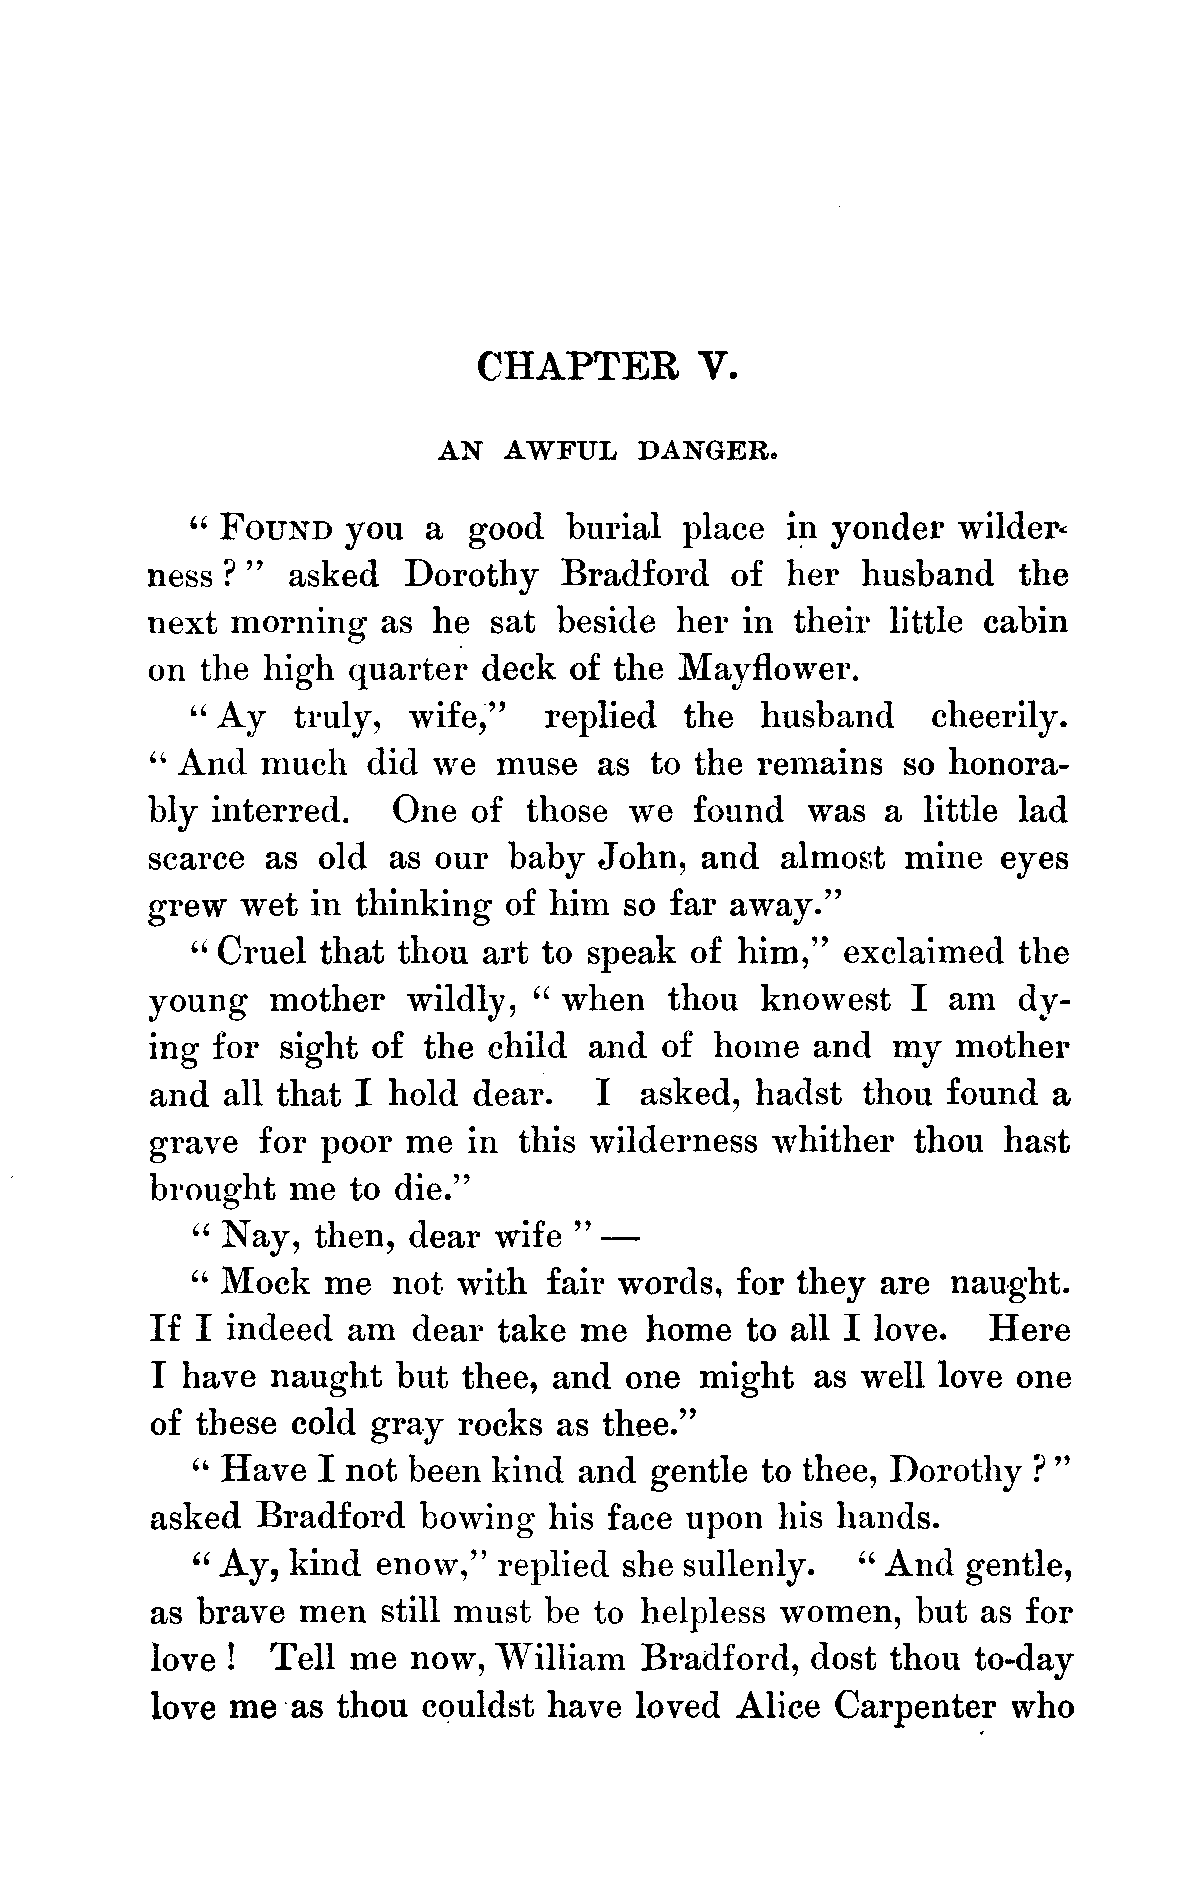 CHAPTER V.
AN AWFUL DANGER.
" FOUND you a good burial place in yonder wilder-
ness ? " asked Dorothy Bradford of her husband the
next morning as he sat beside her in their little cabin
on the high quarter deck of the Mayflower.
" Ay truly, wife," replied the husband cheerily.
" And much did we muse as to the remains so honora-
bly interred. One of those we found was a little lad
scarce as old as our baby John, and almost mine eyes
grew wet in thinking of him so far away."
" Cruel that thou art to speak of him," exclaimed the
young mother wildly, " when thou knowest I am dy-
ing for sight of the child and of home and my mother
and all that I hold dear. I asked, hadst thou found a
grave for poor me in this wilderness whither thou hast
brought me to die."
" Nay, then, dear wife " —
" Mock me not with fair words, for they are naught.
If I indeed am dear take me home to all I love. Here
I have naught but thee, and one might as well love one
of these cold gray rocks as thee."
" Have I not been kind and gentle to thee, Dorothy ? "
asked Bradford bowing his face upon his hands.
" Ay, kind enow," replied she sullenly. " And gentle,
as brave men still must be to helpless women, but as for
love ! Tell me now, William Bradford, dost thou to-day
love me as thou couldst have loved Alice Carpenter who